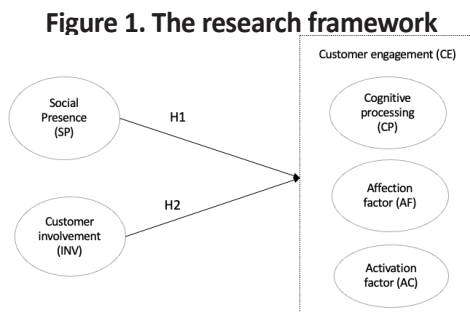 Figure 1. The research framework
Customer engagement (CE)
Social
Presence
(SP)
H1
Cognitive
processing
(CP)
Affection
factor (AF)
H2
Customer
involvement
(INV)
Activation
factor (AC)